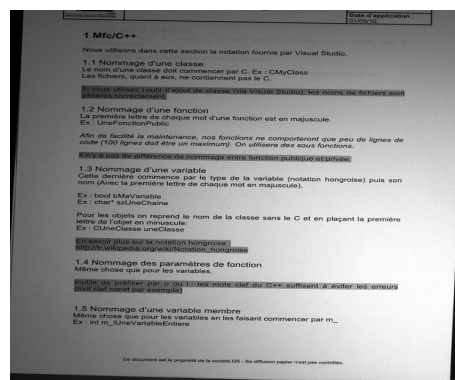 Date d'application
01/05/10
1 Mfc/C++
Nous utilisons dans cette section la notation fournie par Visual Studio.
1.1 Nommage d'une classe
Le nom d'une classe doit commencer par C. Ex : CMyClass
Les fichiers, quant à eux, ne contiennent pas le C.
Si vous utilisez l'outil d'ajout de classe (via Visual Studio), les noms de fichiers sont
générés correctement.
1.2 Nommage d'une fonction
La première lettre de chaque mot d'une fonction est en majuscule.
Ex : UneFonctionPublic
Afin de facilité la maintenance, nos fonctions ne comporteront que peu de lignes de
code (100 lignes doit être un maximum). On utilisera des sous fonctions.
Il n'y a pas de différence de nommage entre fonction publique et privée.
1.3 Nommage d'une variable
Cette dernière commence par le type de la variable (notation hongroise) puis son
nom (Avec la première lettre de chaque mot en majuscule).
Ex : bool bMaVariable
Ex : char* szUneChaine
Pour les objets on reprend le nom de la classe sans le C et en plaçant la première
lettre de l'objet en minuscule:
Ex : CUneClasse uneClasse
En savoir plus sur la notation hongroise :
http://fr.wikipedia.org/wiki/Notation_hongroise
1.4 Nommage des paramètres de fonction
Même chose que pour les variables.
Inutile de préfixer par o ou i : les mots clef du C++ suffisent à éviter les erreurs
(mot clef const par exemple)
1.5 Nommage d'une variable membre
Même chose que pour les variables en les faisant commencer par m_
Ex : int m_iUneVariableEntiere
Ce document est la propriété de la société I2S - Sa diffusion papier n'est pas contrôlée.